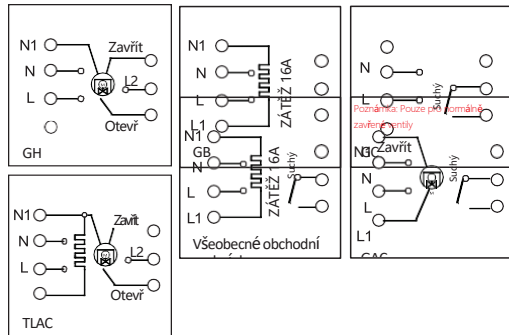 N1
Zavřít
N
L2
L
Otevř
GH
N1
Zavřít
N
L2
L
Otevř
TLAC
N1
N
L
L1
ZÁTĚŽ 16A
GB
N
L
L1
ZÁTĚŽ 16A
Suchý
Všeobecné obchodní
N
L
Suchý
Poznámka: Pouze pro normálně
zavřené ventily
N1
GC
Zavřít
N
L
L1
Suchý